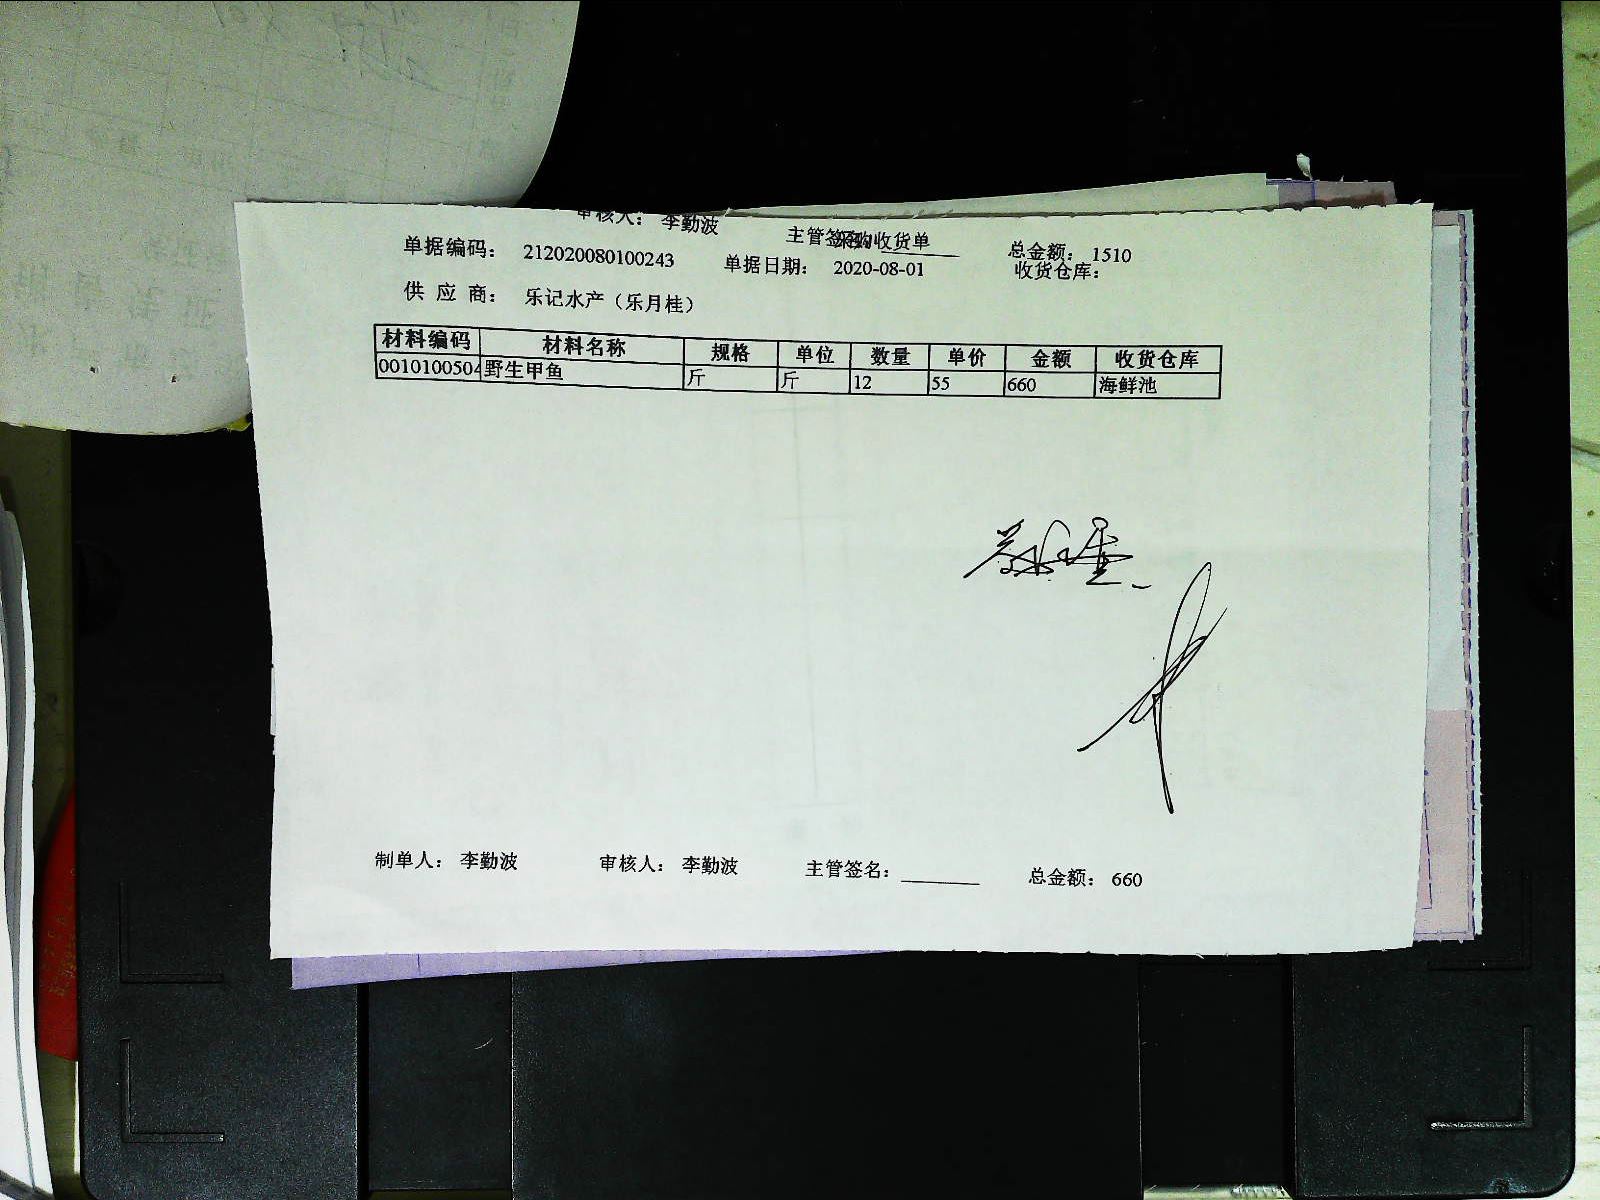 审核人： 李勤波
主管签名： 采购收货单 总金额： 1510
单据编码： 212020080100243 单据日期： 2020-08-01 收货仓库：
供 应 商： 乐记水产（乐月桂）
材料编码 材料名称 规格 单位 数量 单价 金额 收货仓库
0010100504 野生甲鱼 斤 斤 12 55 660 海鲜池
制单人： 李勤波 审核人： 李勤波 主管签名： 总金额： 660